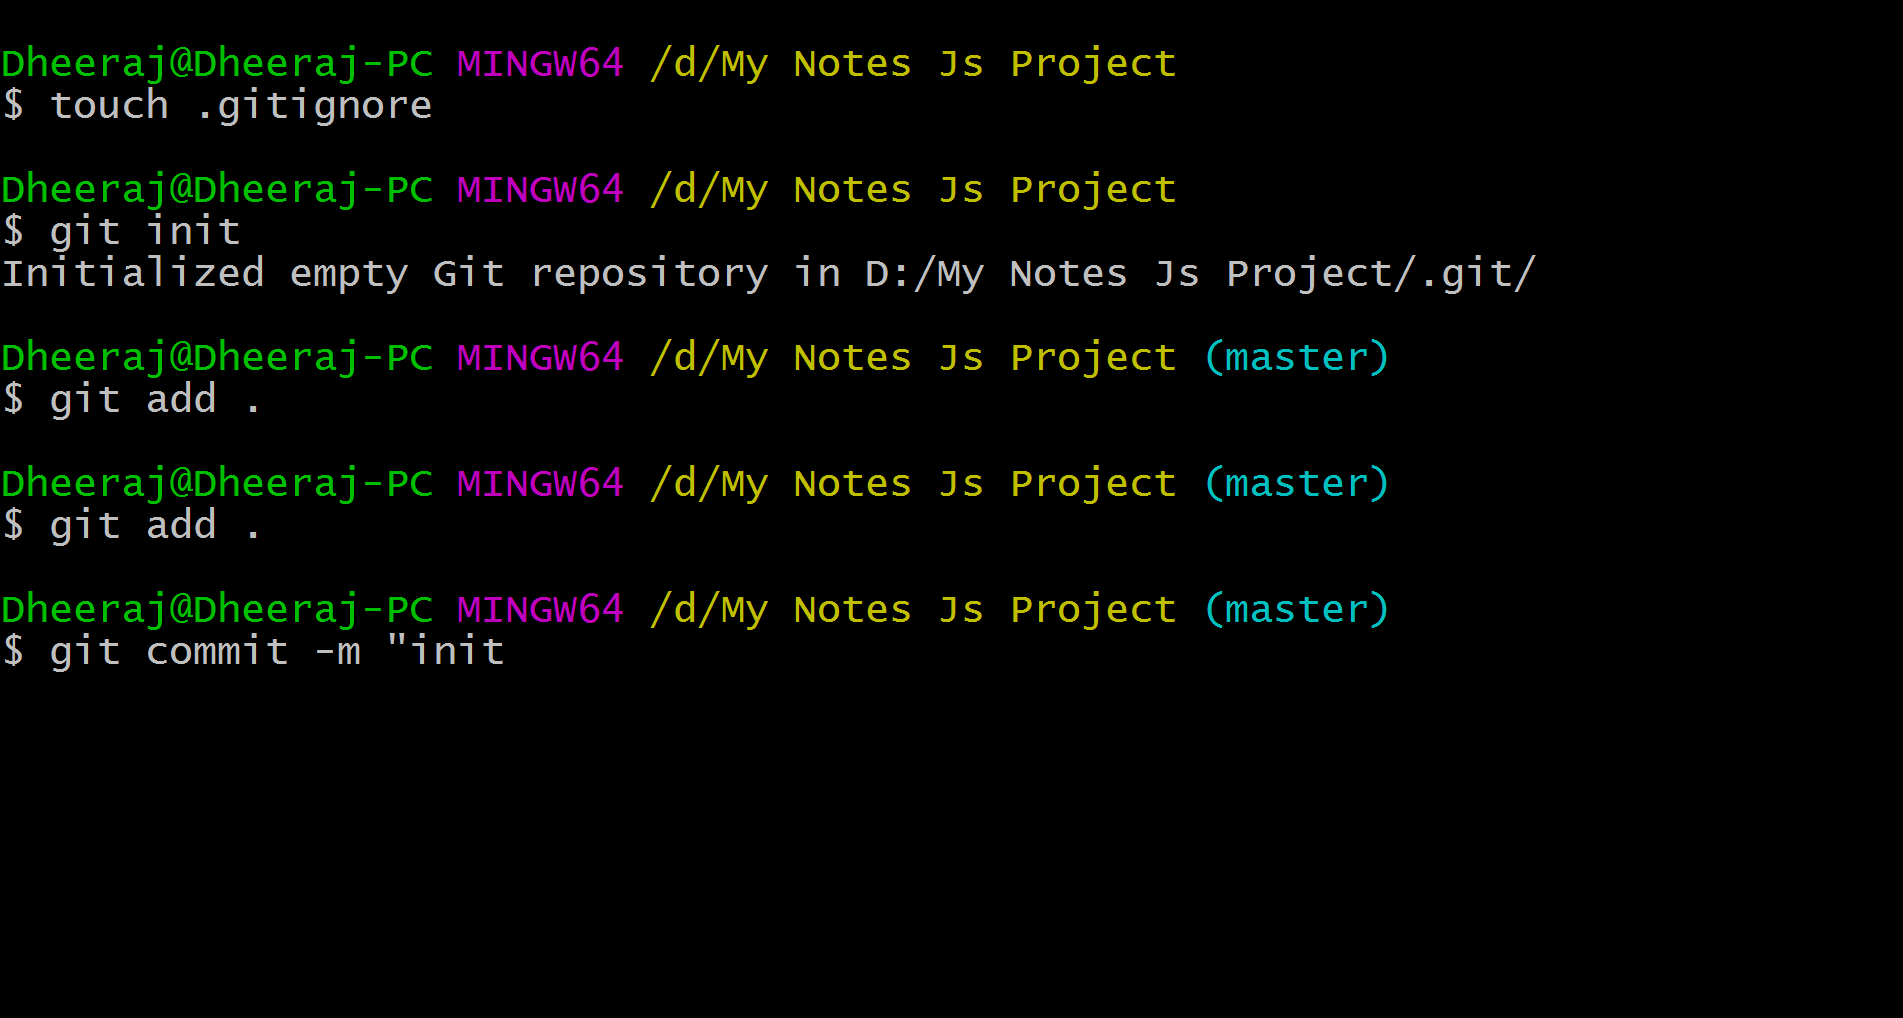 Dheeraj@Dheeraj-PC MINGW64 /d/My Notes Js Project
$ touch .gitignore
Dheeraj@Dheeraj-PC MINGW64 /d/My Notes Js Project
$ git init
Initialized empty Git repository in D:/My Notes Js Project/.git/
Dheeraj@Dheeraj-PC MINGW64 /d/My Notes Js Project (master)
$ git add .
Dheeraj@Dheeraj-PC MINGW64 /d/My Notes Js Project (master)
$ git add .
Dheeraj@Dheeraj-PC MINGW64 /d/My Notes Js Project (master)
$ git commit -m "init